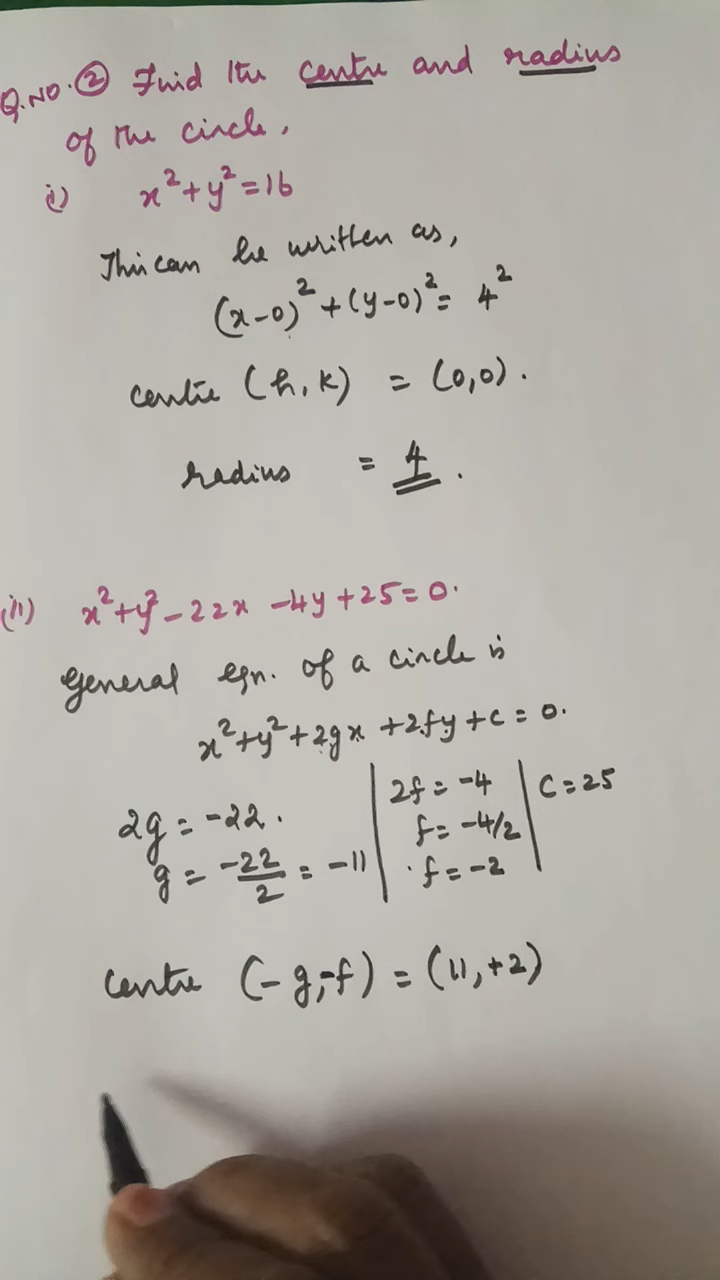 Q.NO.② Find the centre and radius
of the circle,
i) x²+y²=16
This can be written as,
(x-0)²+(y-0)²= 4²
centre (h,k) = (0,0).
radius = 4.
(ii) x²+y²-22x-4y+25=0.
General eqn. of a circle is
x²+y²+2gx+2fy+c=0.
2g=-22. | 2f=-4 | C=25
g=-22/2=-11 | f=-4/2
f=-2
centre (-g,-f) = (11,+2)